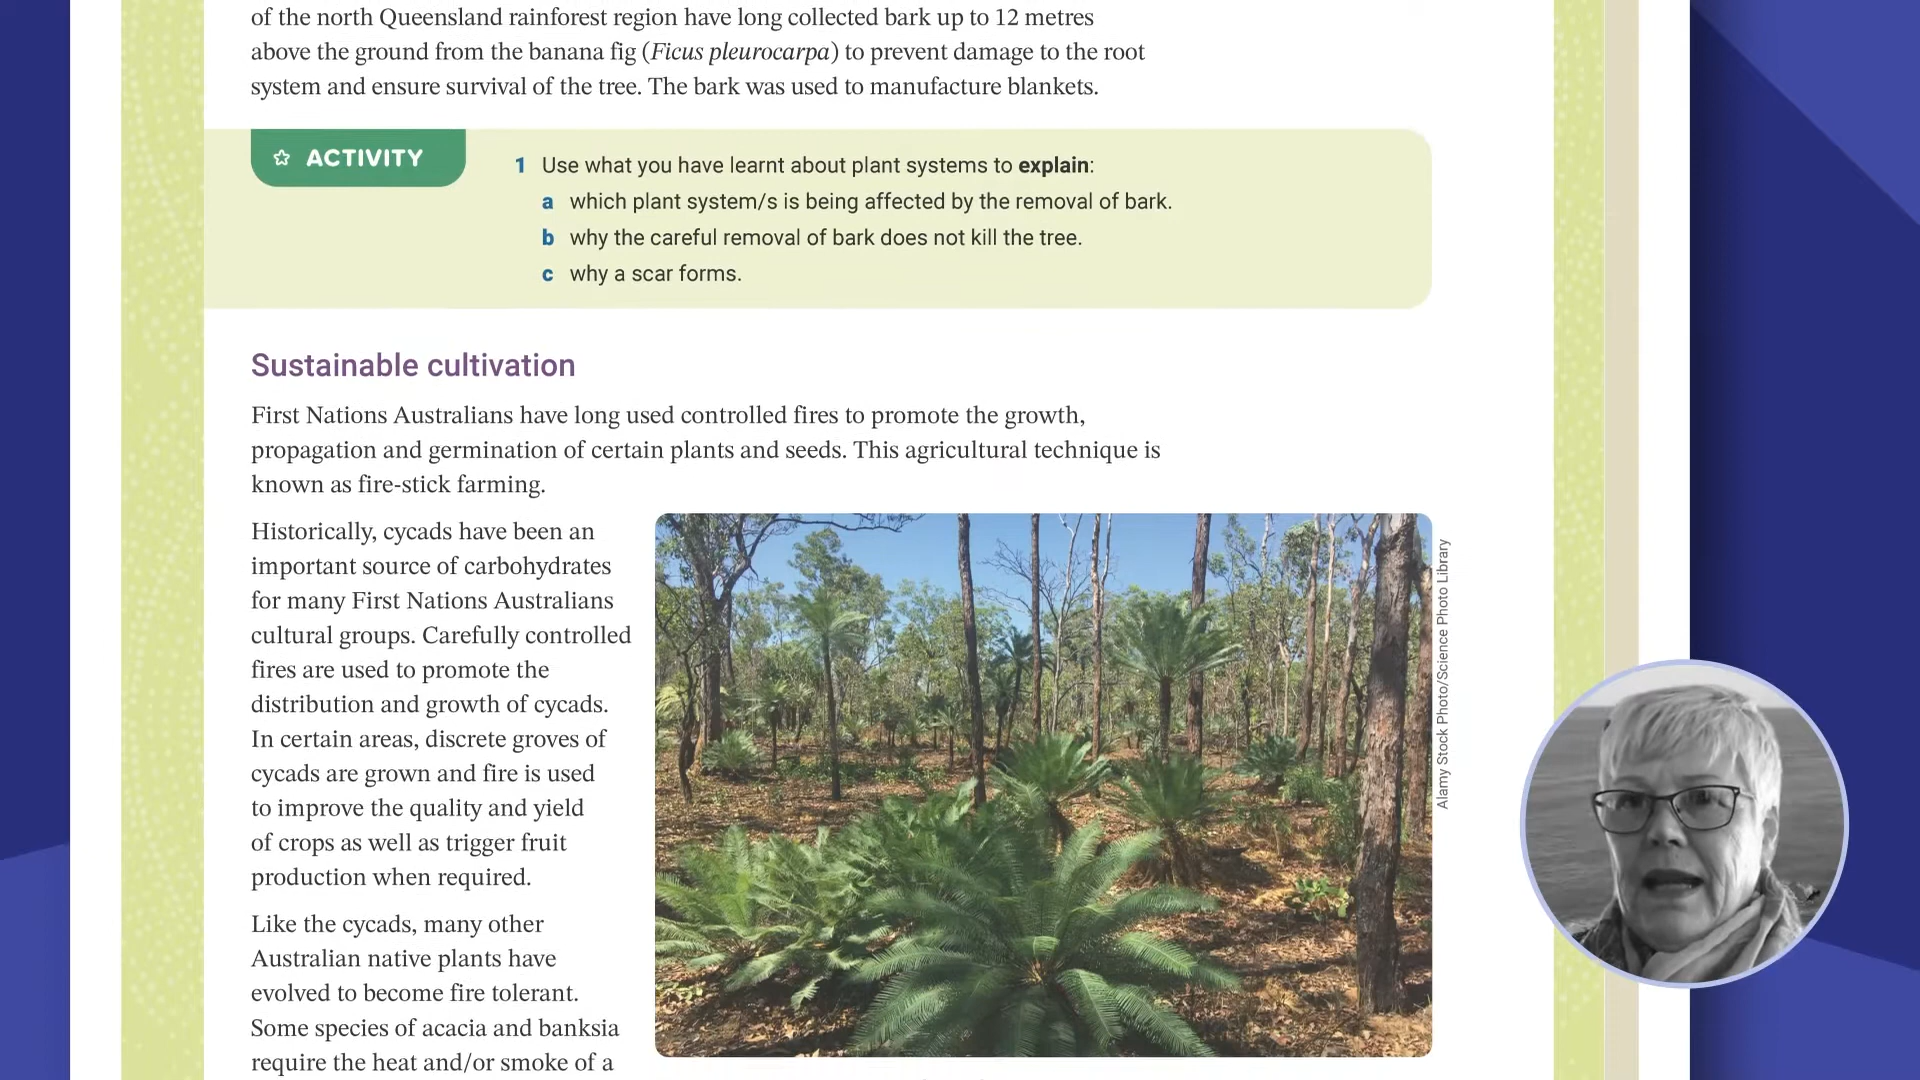 of the north Queensland rainforest region have long collected bark up to 12 metres
above the ground from the banana fig (Ficus pleurocarpa) to prevent damage to the root
system and ensure survival of the tree. The bark was used to manufacture blankets.
ACTIVITY
1 Use what you have learnt about plant systems to explain:
a which plant system/s is being affected by the removal of bark.
b why the careful removal of bark does not kill the tree.
c why a scar forms.
Sustainable cultivation
First Nations Australians have long used controlled fires to promote the growth,
propagation and germination of certain plants and seeds. This agricultural technique is
known as fire-stick farming.
Historically, cycads have been an
important source of carbohydrates
for many First Nations Australians
cultural groups. Carefully controlled
fires are used to promote the
distribution and growth of cycads.
In certain areas, discrete groves of
cycads are grown and fire is used
to improve the quality and yield
of crops as well as trigger fruit
production when required.
Like the cycads, many other
Australian native plants have
evolved to become fire tolerant.
Some species of acacia and banksia
require the heat and/or smoke of a
Alamy Stock Photo/Science Photo Library